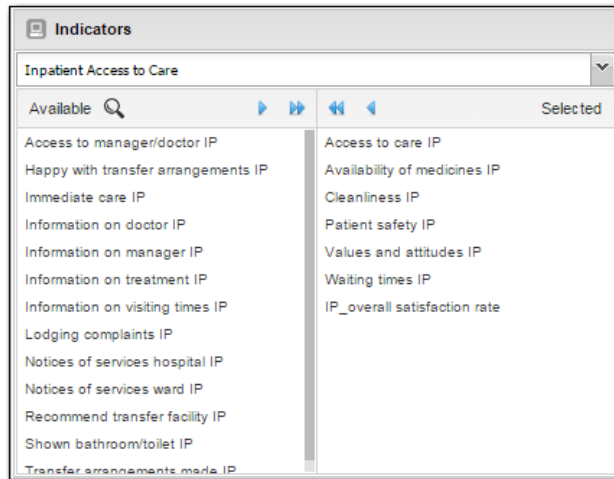 Indicators
Inpatient Access to Care
Available
Selected
Access to manager/doctor IP
Happy with transfer arrangements IP
Immediate care IP
Information on doctor IP
Information on manager IP
Information on treatment IP
Information on visiting times IP
Lodging complaints IP
Notices of services hospital IP
Notices of services ward IP
Recommend transfer facility IP
Shown bathroom/toilet IP
Transfer arrangements made IP
Access to care IP
Availability of medicines IP
Cleanliness IP
Patient safety IP
Values and attitudes IP
Waiting times IP
IP_overall satisfaction rate